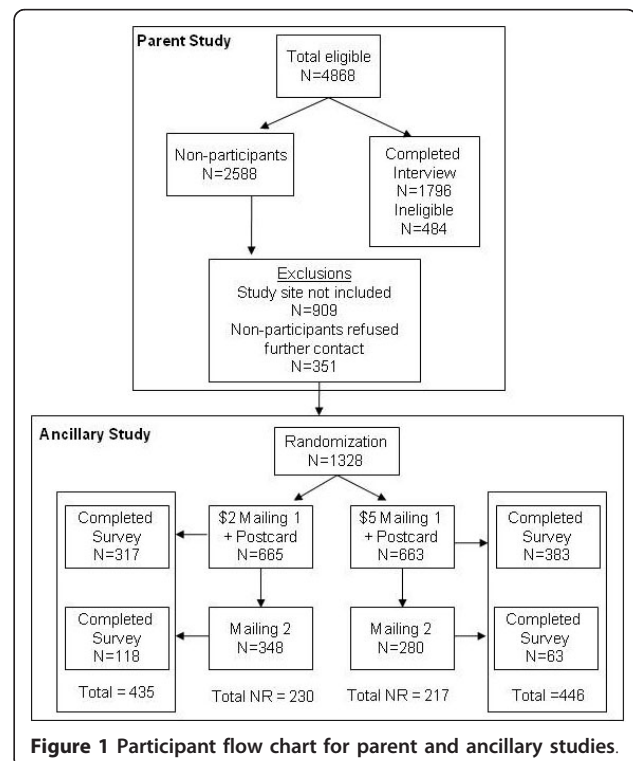 Parent Study
Total eligible
N=4868
Non-participants
N=2588
Completed
Interview
N=1796
Ineligible
N=484
Exclusions
Study site not included
N=909
Non-participants refused
further contact
N=351
Ancillary Study
Randomization
N=1328
Completed
Survey
N=317
$2 Mailing 1
+ Postcard
N=665
$5 Mailing 1
+ Postcard
N=663
Completed
Survey
N=383
Completed
Survey
N=118
Mailing 2
N=348
Mailing 2
N=280
Completed
Survey
N=63
Total = 435
Total NR = 230
Total NR = 217
Total =446
Figure 1 Participant flow chart for parent and ancillary studies.